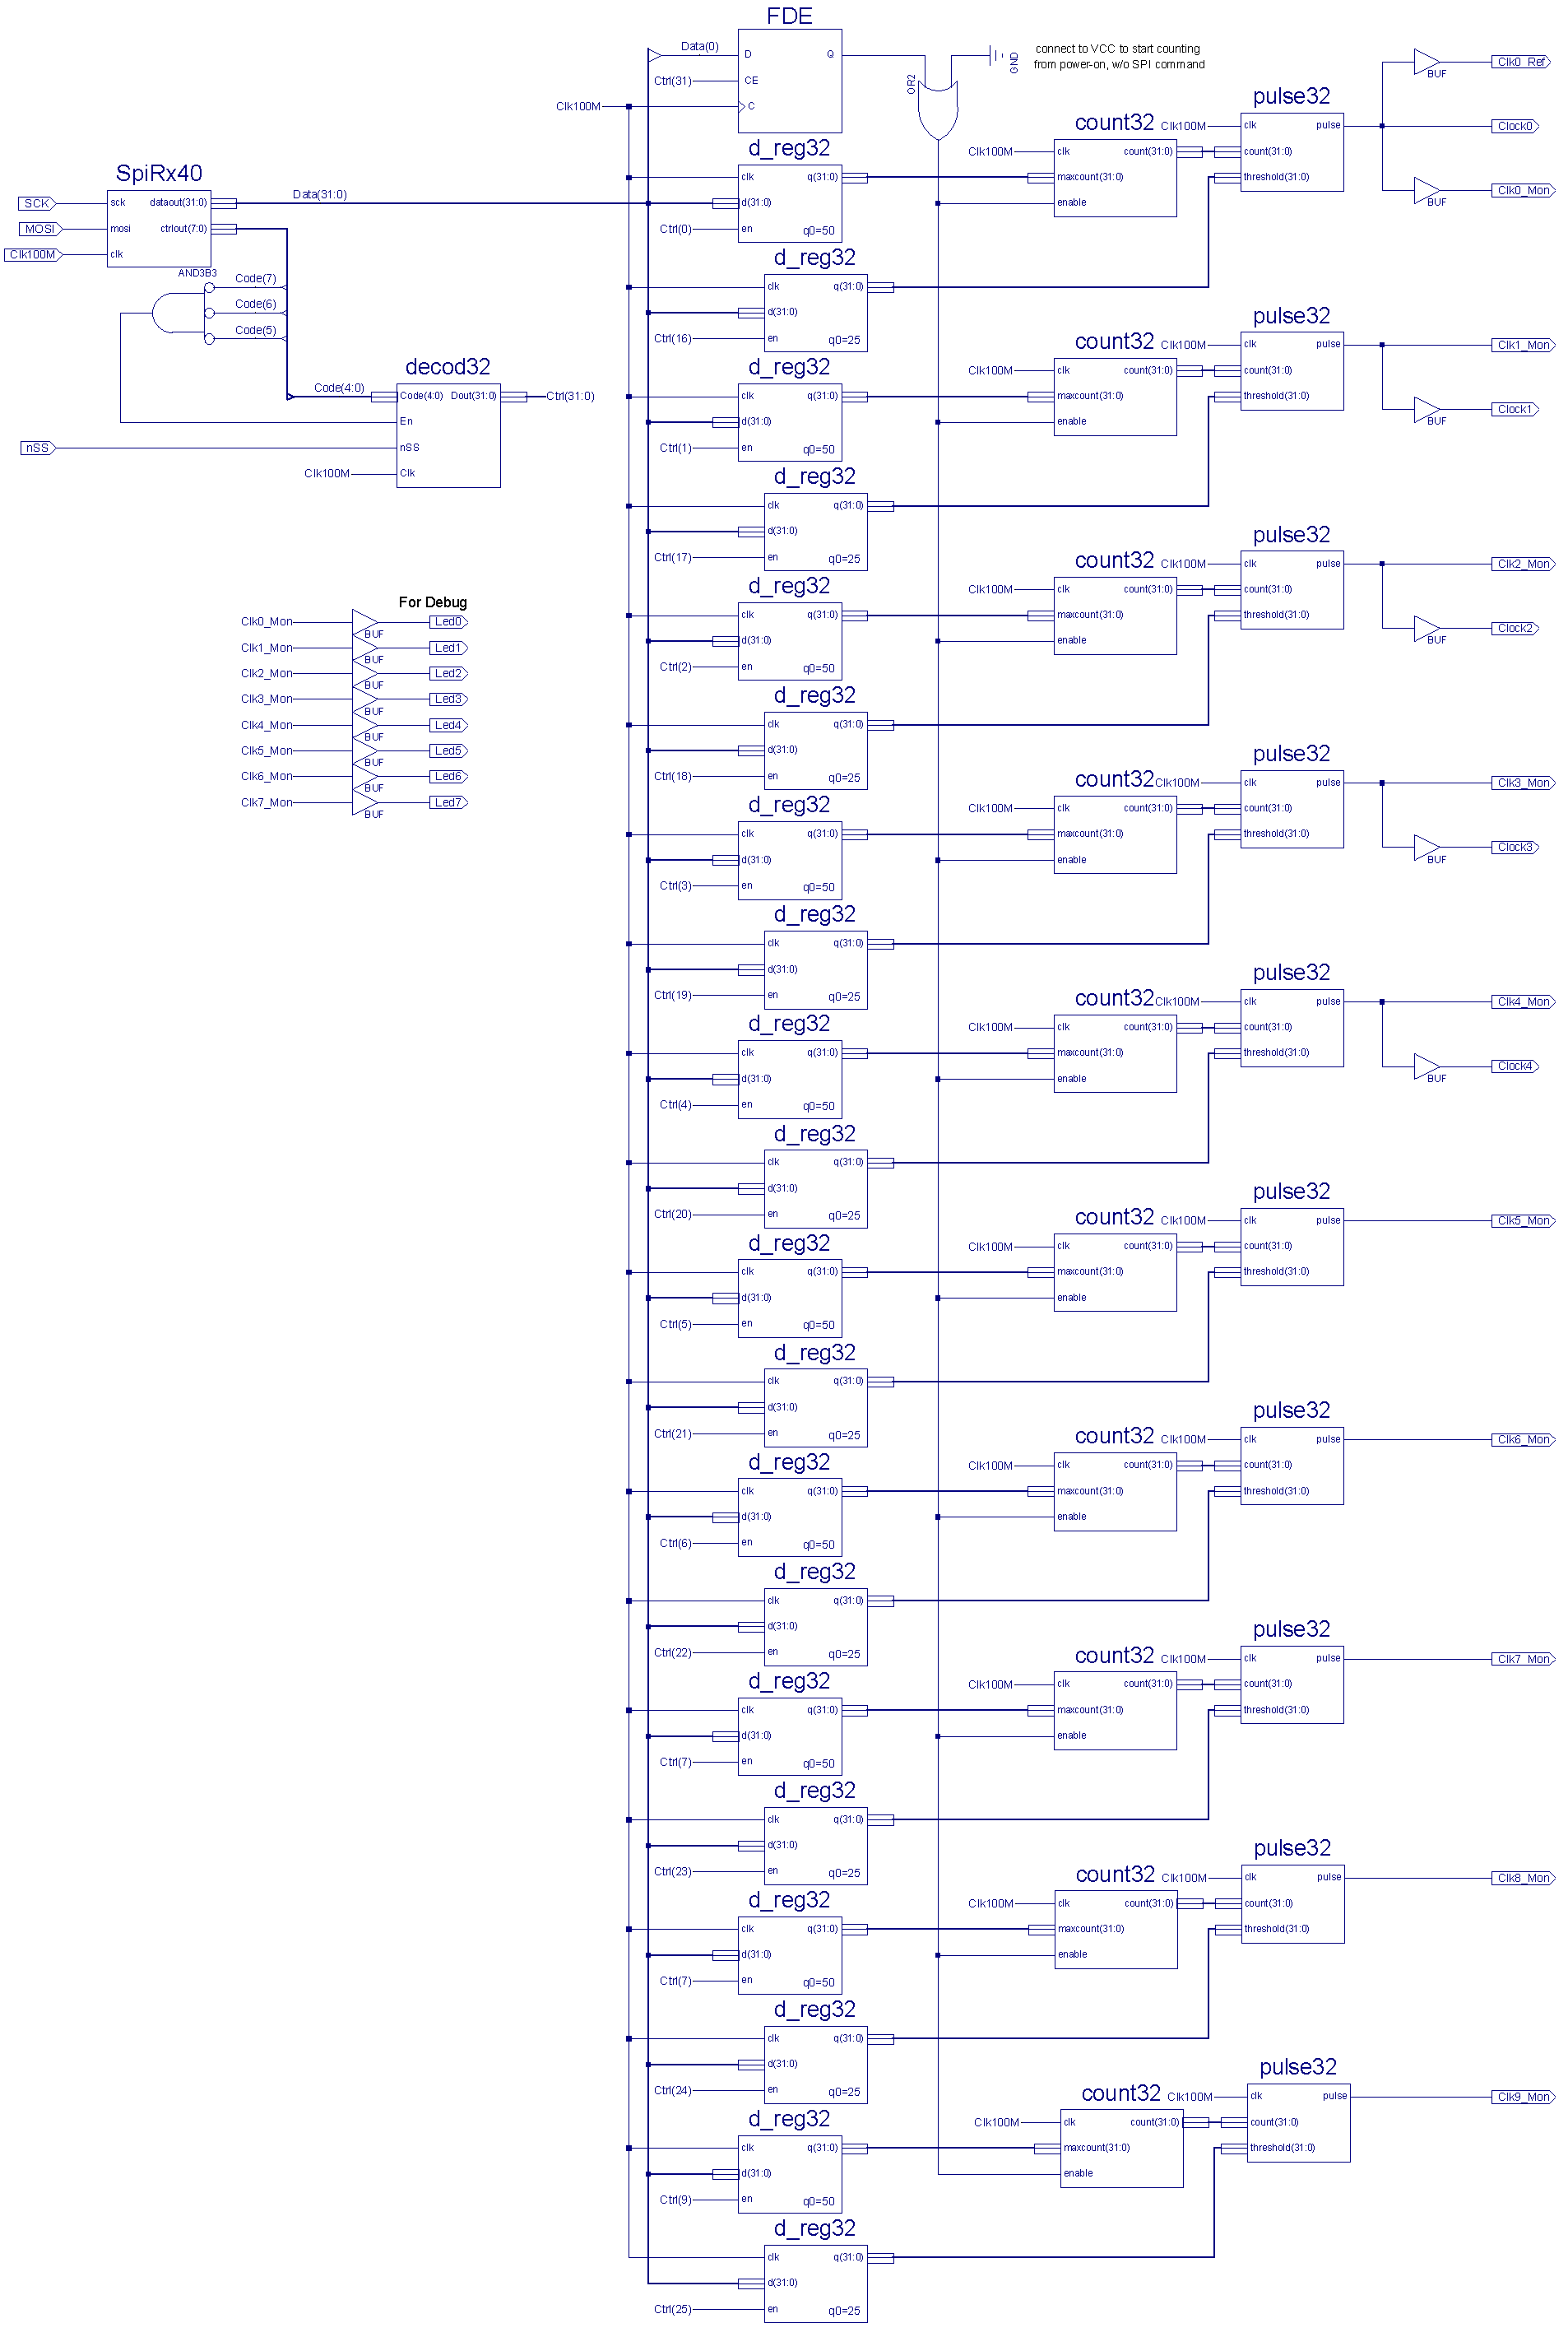 FDE
Data(0)
D
Q
Ctrl(31)
CE
Clk100M
C
OR2
GND
connect to VCC to start counting
from power-on, w/o SPI command
BUF
Clk0_Ref
Clock0
BUF
Clk0_Mon
SpiRx40
SCK
sck
dataout(31:0)
Data(31:0)
MOSI
mosi
ctrlout(7:0)
Clk100M
clk
AND3B3
Code(7)
Code(6)
Code(5)
decod32
Code(4:0)
Code(4:0)
Dout(31:0)
Ctrl(31:0)
En
nSS
nSS
Clk100M
Clk
For Debug
Clk0_Mon
BUF
Led0
Clk1_Mon
BUF
Led1
Clk2_Mon
BUF
Led2
Clk3_Mon
BUF
Led3
Clk4_Mon
BUF
Led4
Clk5_Mon
BUF
Led5
Clk6_Mon
BUF
Led6
Clk7_Mon
BUF
Led7
d_reg32
clk
q(31:0)
d(31:0)
Ctrl(0)
en
q0=50
count32
Clk100M
clk
count(31:0)
maxcount(31:0)
enable
pulse32
Clk100M
clk
pulse
count(31:0)
threshold(31:0)
d_reg32
clk
q(31:0)
d(31:0)
Ctrl(16)
en
q0=25
d_reg32
clk
q(31:0)
d(31:0)
Ctrl(1)
en
q0=50
count32
Clk100M
clk
count(31:0)
maxcount(31:0)
enable
pulse32
Clk100M
clk
pulse
count(31:0)
threshold(31:0)
Clk1_Mon
BUF
Clock1
d_reg32
clk
q(31:0)
d(31:0)
Ctrl(17)
en
q0=25
d_reg32
clk
q(31:0)
d(31:0)
Ctrl(2)
en
q0=50
count32
Clk100M
clk
count(31:0)
maxcount(31:0)
enable
pulse32
Clk100M
clk
pulse
count(31:0)
threshold(31:0)
Clk2_Mon
BUF
Clock2
d_reg32
clk
q(31:0)
d(31:0)
Ctrl(18)
en
q0=25
d_reg32
clk
q(31:0)
d(31:0)
Ctrl(3)
en
q0=50
count32
Clk100M
clk
count(31:0)
maxcount(31:0)
enable
pulse32
Clk100M
clk
pulse
count(31:0)
threshold(31:0)
Clk3_Mon
BUF
Clock3
d_reg32
clk
q(31:0)
d(31:0)
Ctrl(19)
en
q0=25
d_reg32
clk
q(31:0)
d(31:0)
Ctrl(4)
en
q0=50
count32
Clk100M
clk
count(31:0)
maxcount(31:0)
enable
pulse32
Clk100M
clk
pulse
count(31:0)
threshold(31:0)
Clk4_Mon
BUF
Clock4
d_reg32
clk
q(31:0)
d(31:0)
Ctrl(20)
en
q0=25
d_reg32
clk
q(31:0)
d(31:0)
Ctrl(5)
en
q0=50
count32
Clk100M
clk
count(31:0)
maxcount(31:0)
enable
pulse32
Clk100M
clk
pulse
count(31:0)
threshold(31:0)
Clk5_Mon
d_reg32
clk
q(31:0)
d(31:0)
Ctrl(21)
en
q0=25
d_reg32
clk
q(31:0)
d(31:0)
Ctrl(6)
en
q0=50
count32
Clk100M
clk
count(31:0)
maxcount(31:0)
enable
pulse32
Clk100M
clk
pulse
count(31:0)
threshold(31:0)
Clk6_Mon
d_reg32
clk
q(31:0)
d(31:0)
Ctrl(22)
en
q0=25
d_reg32
clk
q(31:0)
d(31:0)
Ctrl(7)
en
q0=50
count32
Clk100M
clk
count(31:0)
maxcount(31:0)
enable
pulse32
Clk100M
clk
pulse
count(31:0)
threshold(31:0)
Clk7_Mon
d_reg32
clk
q(31:0)
d(31:0)
Ctrl(23)
en
q0=25
d_reg32
clk
q(31:0)
d(31:0)
Ctrl(7)
en
q0=50
count32
Clk100M
clk
count(31:0)
maxcount(31:0)
enable
pulse32
Clk100M
clk
pulse
count(31:0)
threshold(31:0)
Clk8_Mon
d_reg32
clk
q(31:0)
d(31:0)
Ctrl(24)
en
q0=25
d_reg32
clk
q(31:0)
d(31:0)
Ctrl(9)
en
q0=50
count32
Clk100M
clk
count(31:0)
maxcount(31:0)
enable
pulse32
Clk100M
clk
pulse
count(31:0)
threshold(31:0)
Clk9_Mon
d_reg32
clk
q(31:0)
d(31:0)
Ctrl(25)
en
q0=25